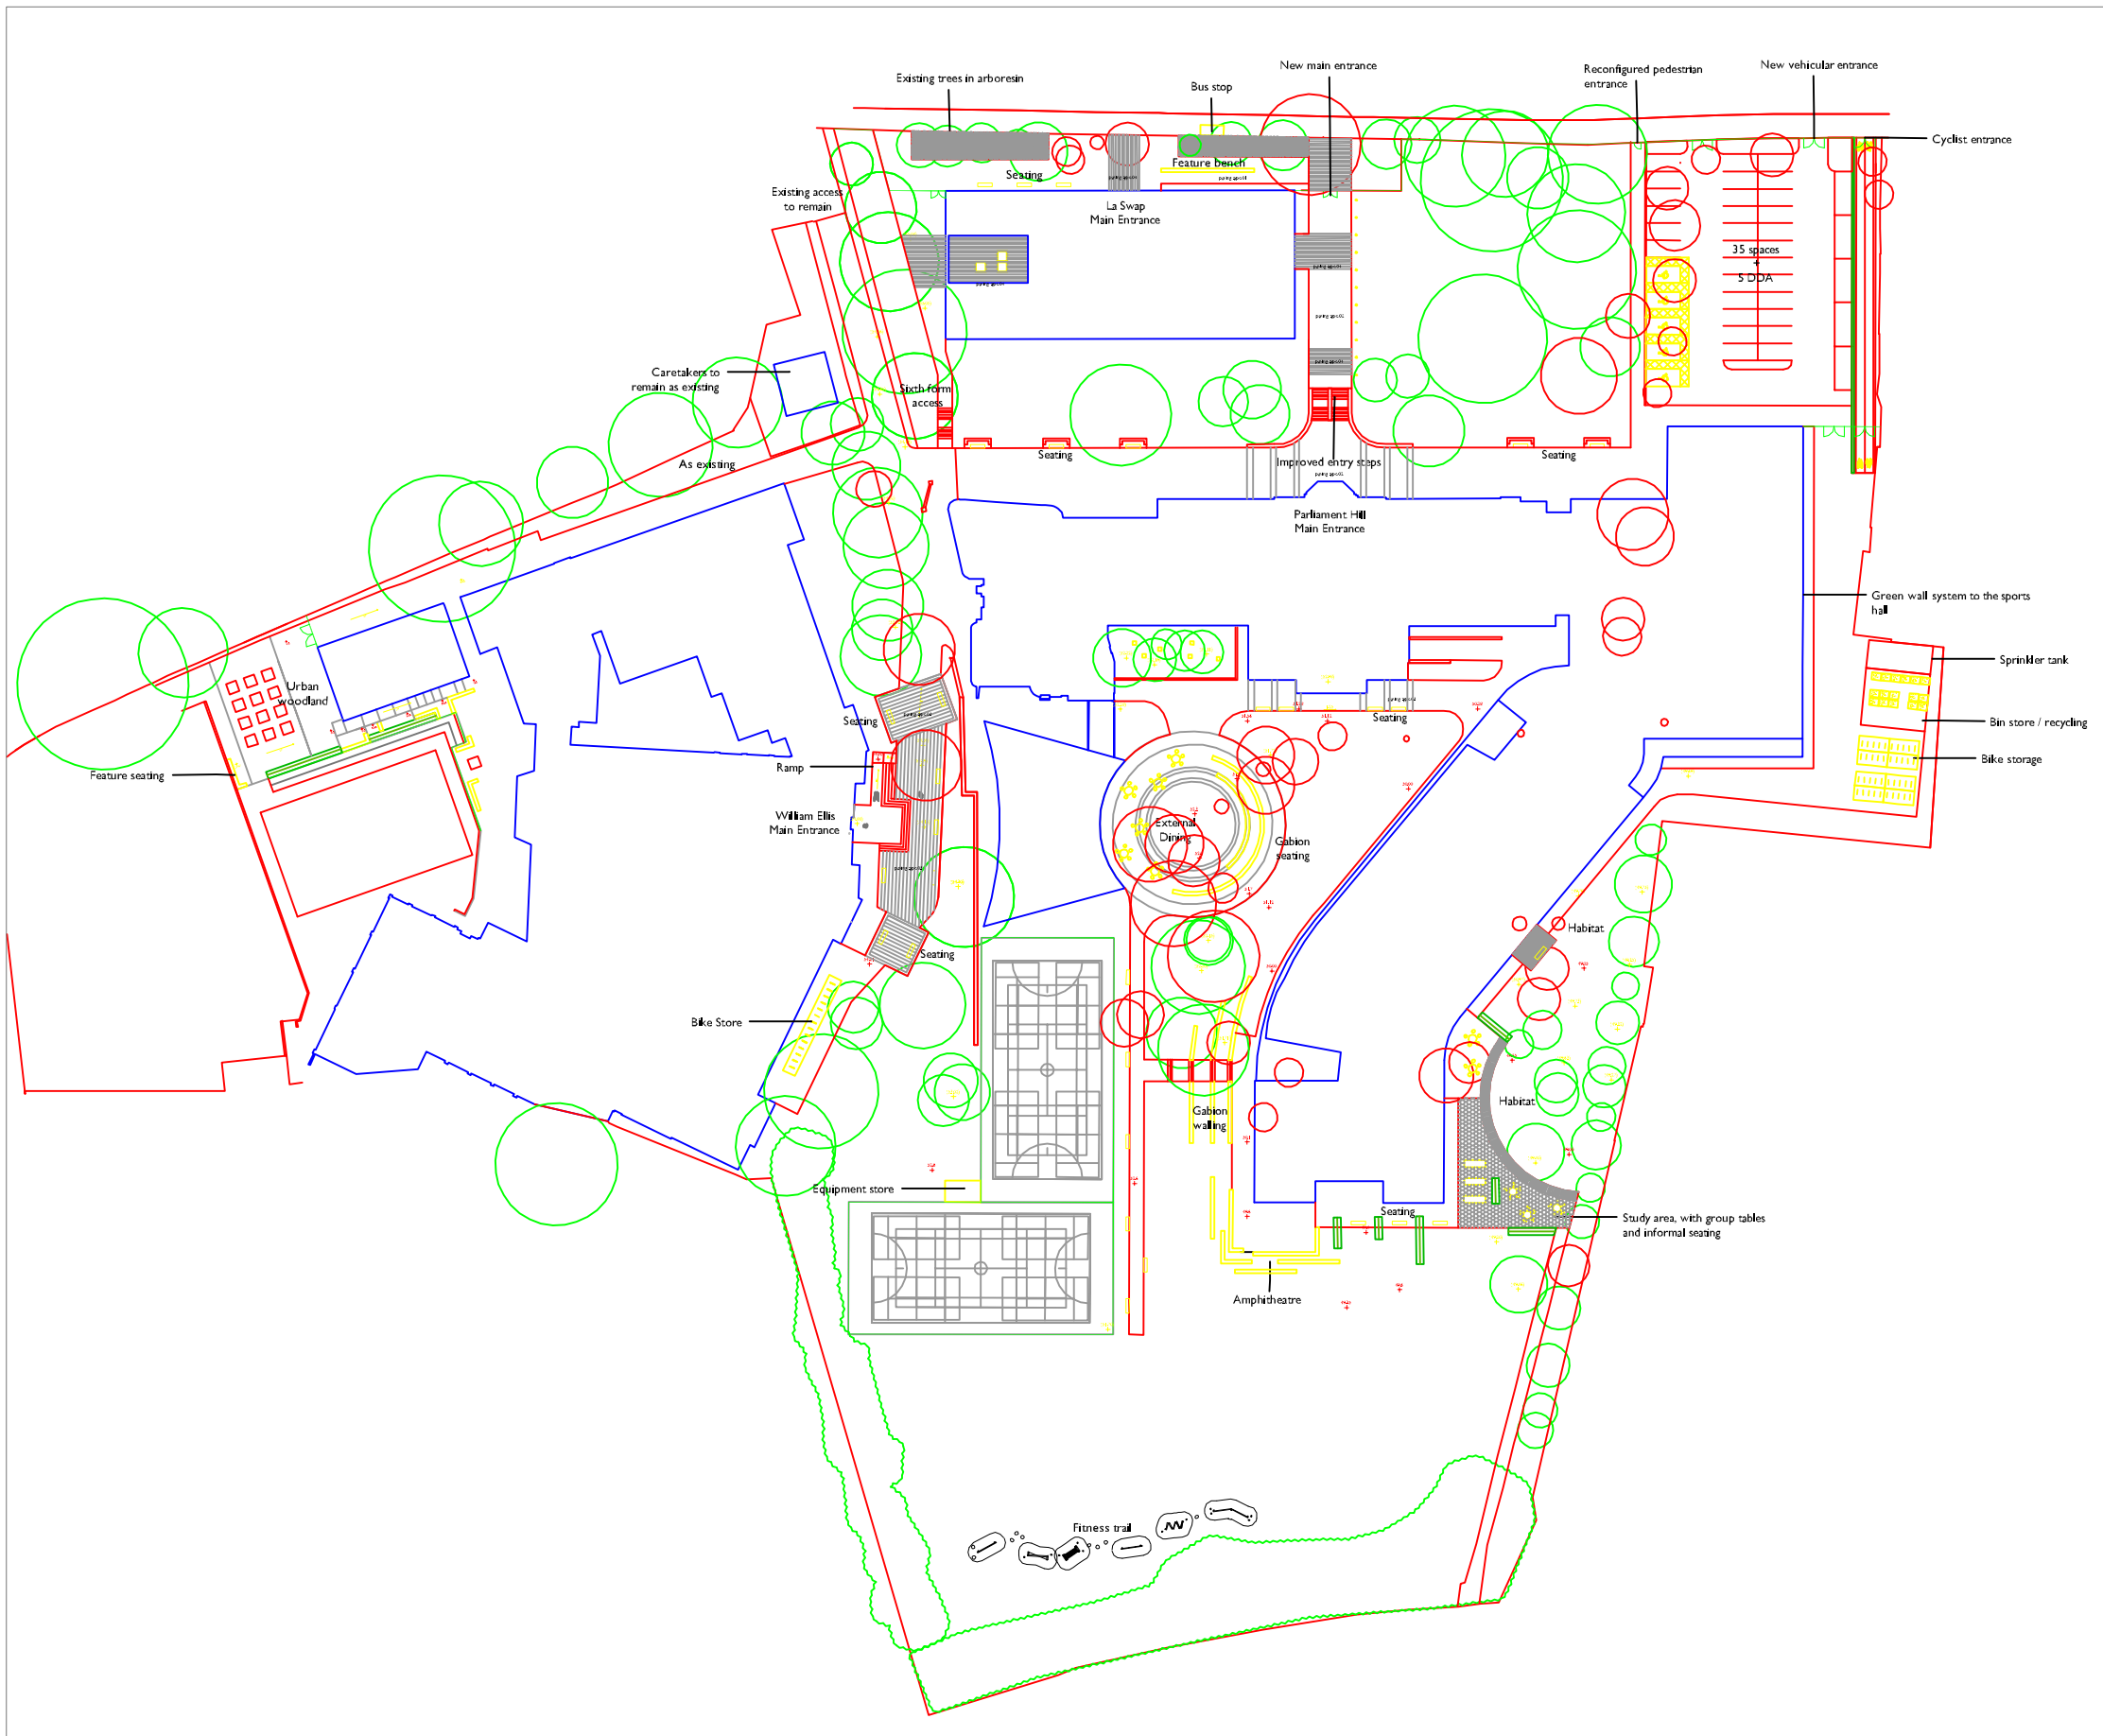 New main entrance
Reconfigured pedestrian
entrance
New vehicular entrance
Existing trees in arboresin
Bus stop
Cyclist entrance
Feature bench
Seating
Existing access
to remain
La Swap
Main Entrance
35 spaces
+
5 DDA
Caretakers to
remain as existing
Sixth form
access
As existing
Seating
Improved entry steps
Seating
Parliament Hill
Main Entrance
Green wall system to the sports
hall
Sprinkler tank
Urban
woodland
Seating
Seating
Bin store / recycling
Feature seating
Ramp
Bike storage
William Ellis
Main Entrance
External
Dining
Gabion
seating
Habitat
Seating
Bike Store
Habitat
Gabion
walling
Equipment store
Seating
Study area, with group tables
and informal seating
Amphitheatre
Fitness trail